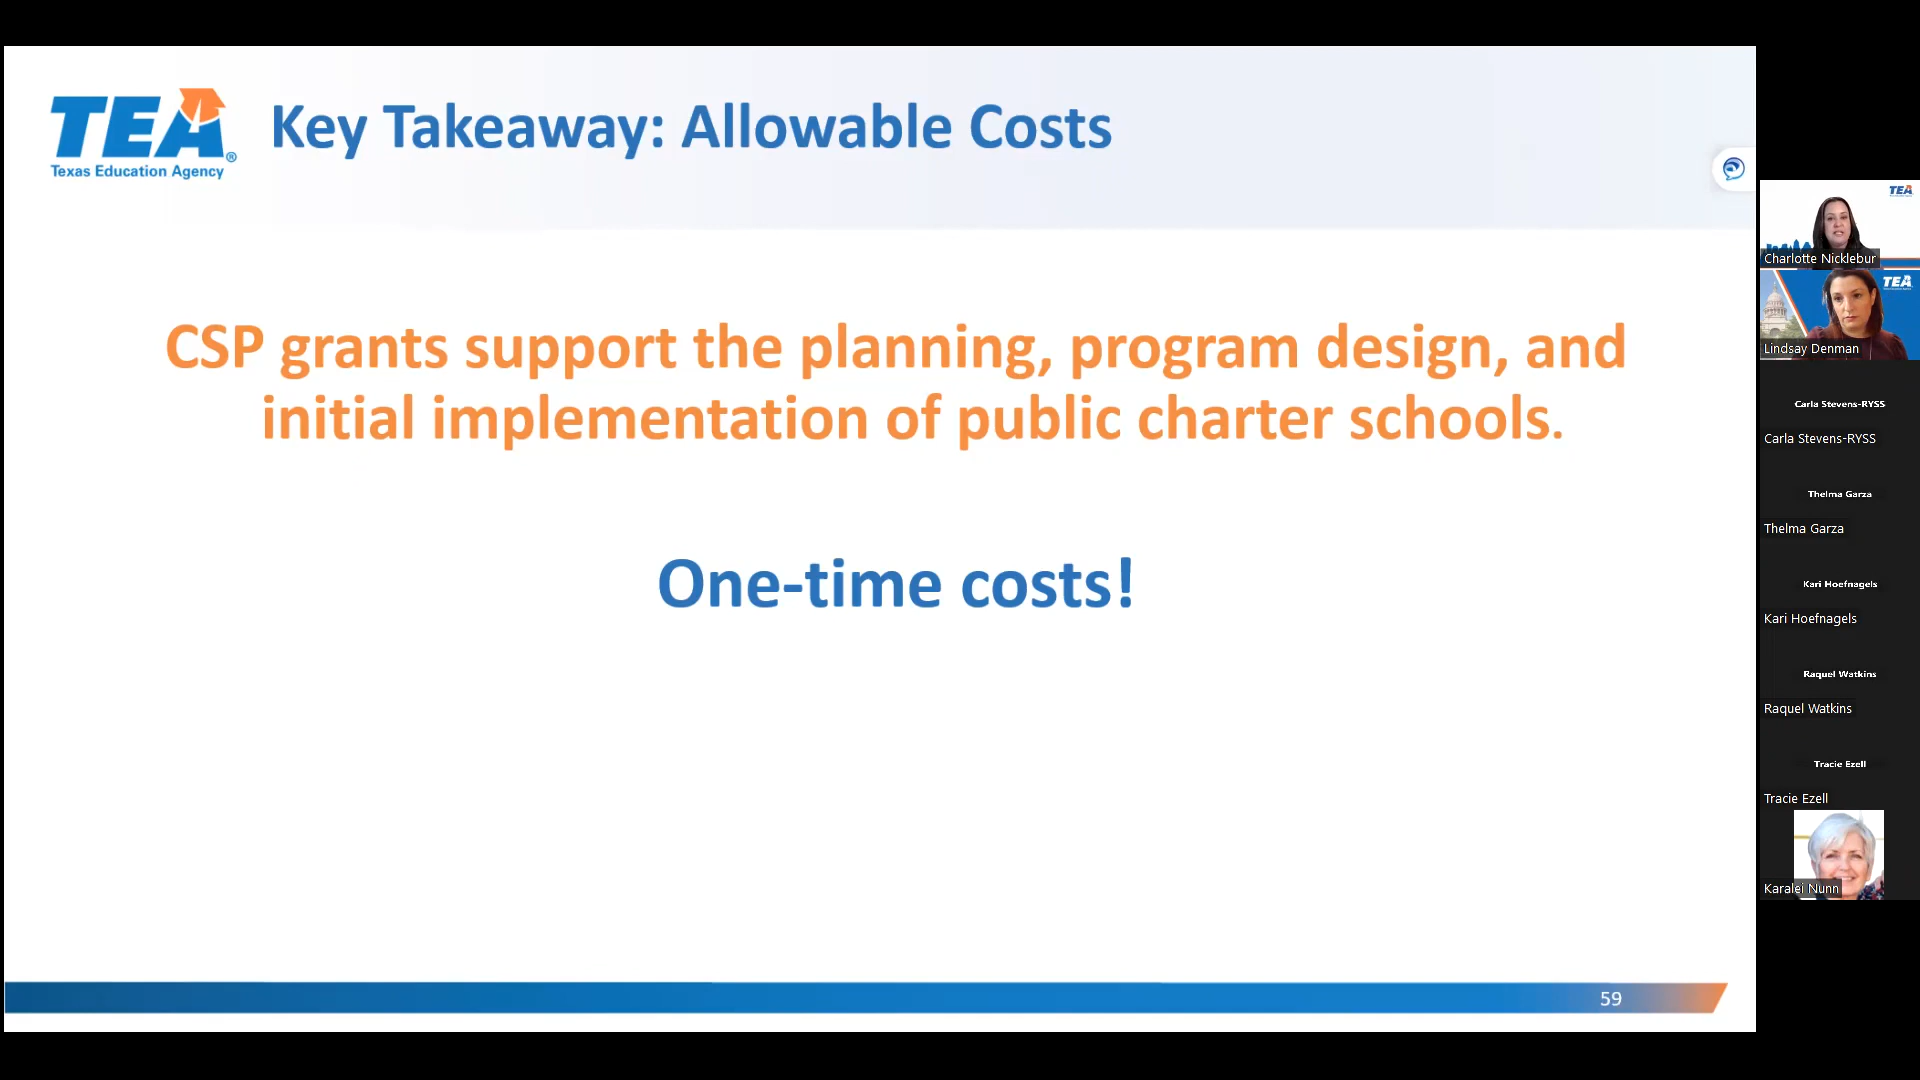 TEA
®
Texas Education Agency
Key Takeaway: Allowable Costs
CSP grants support the planning, program design, and
initial implementation of public charter schools.
One-time costs!
59
TEA
Charlotte Nicklebur
TEA
Lindsay Denman
Carla Stevens-RYSS
Carla Stevens-RYSS
Thelma Garza
Thelma Garza
Kari Hoefnagels
Kari Hoefnagels
Raquel Watkins
Raquel Watkins
Tracie Ezell
Tracie Ezell
Karalei Nunn